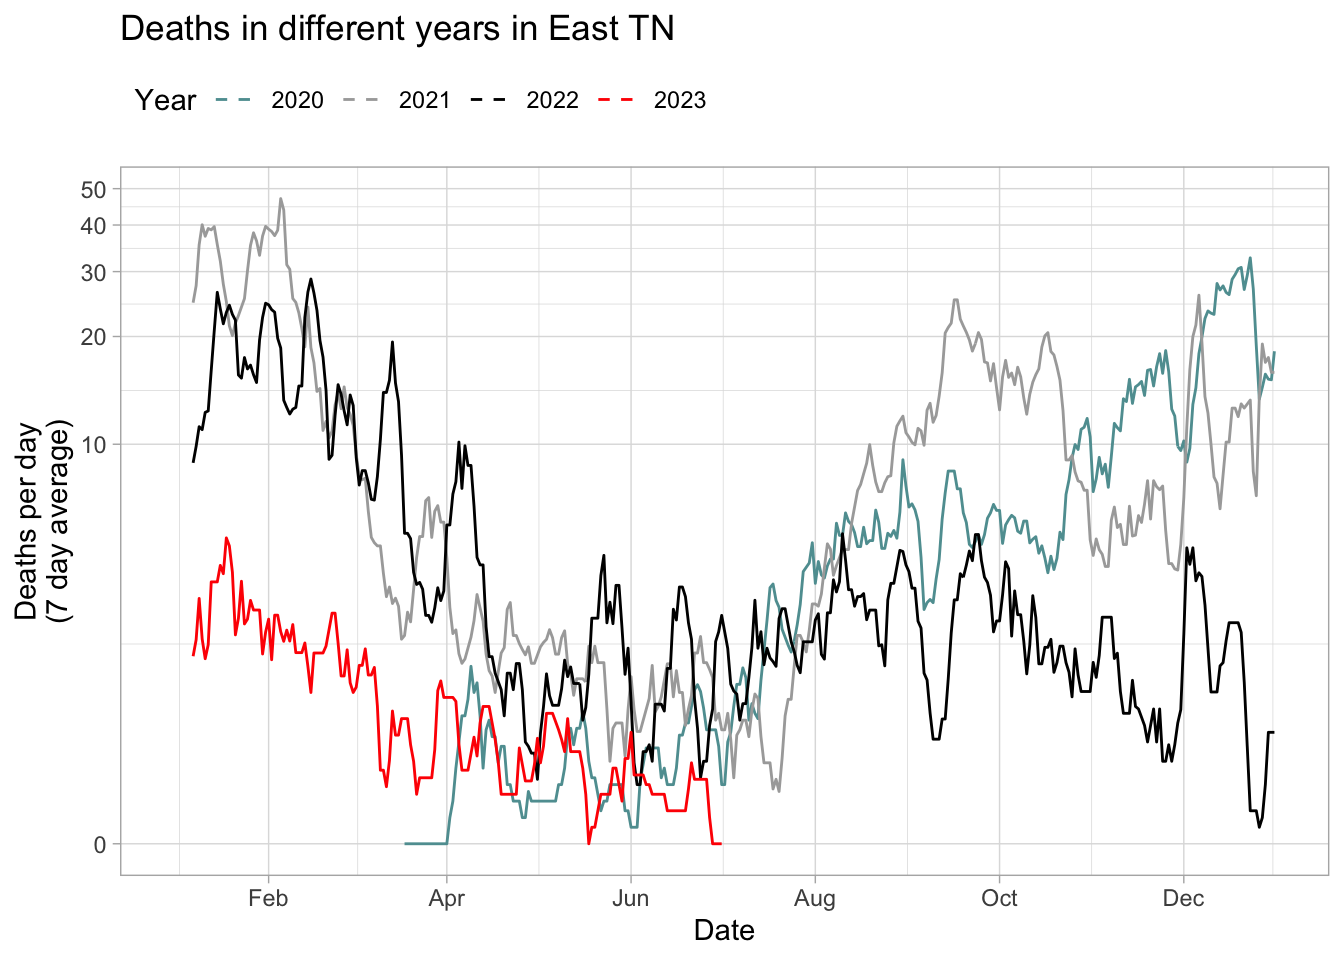 Deaths in different years in East TN
Year 2020 2021 2022 2023
50
40
30
20
10
0
Deaths per day
(7 day average)
Feb Apr Jun Aug Oct Dec
Date